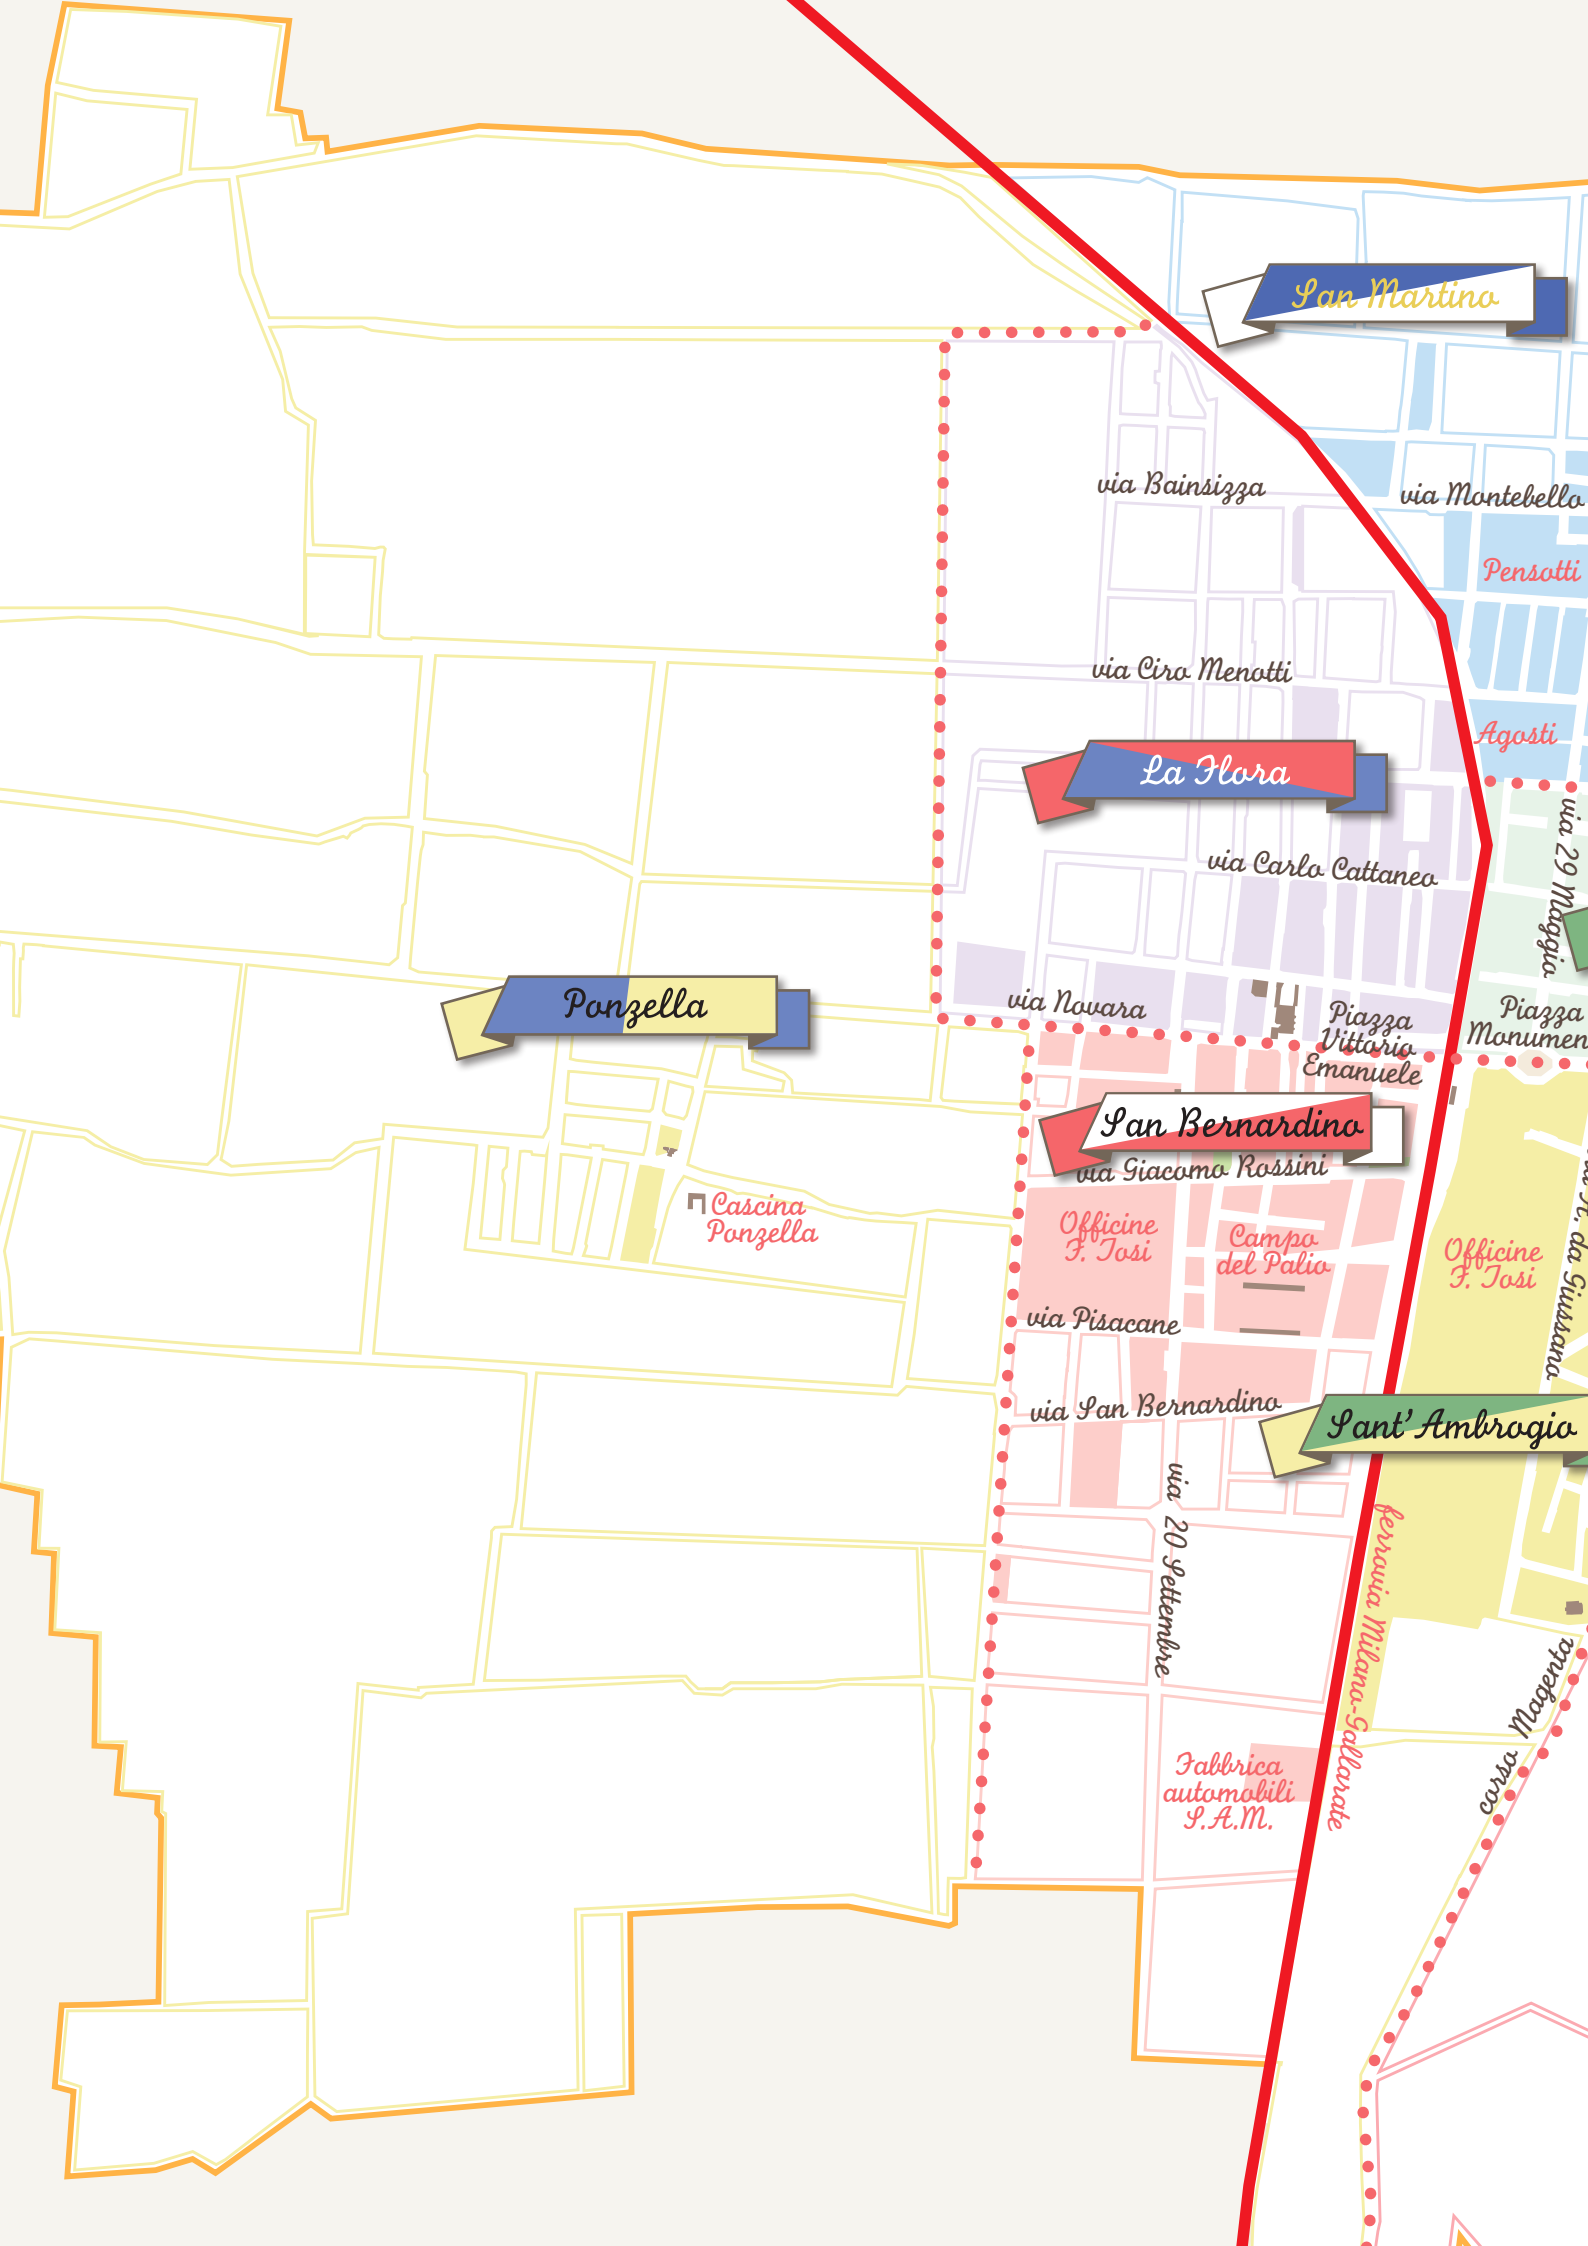 San Martino
via Bainsizza
via Montebello
Pensotti
via Ciro Menotti
Agosti
La Flora
via 29 Maggio
via Carlo Cattaneo
Ponzella
via Novara
Piazza
Vittorio
Emanuele
Piazza
Monumen
San Bernardino
via Giacomo Rossini
Cascina
Ponzella
Officine
F. Tosi
Campo
del Palio
Officine
F. Tosi
da Giussano
via Pisacane
via San Bernardino
Sant'Ambrogio
via 20 Settembre
ferrovia Milano-Gallarate
corso Magenta
Fabbrica
automobili
S.A.M.